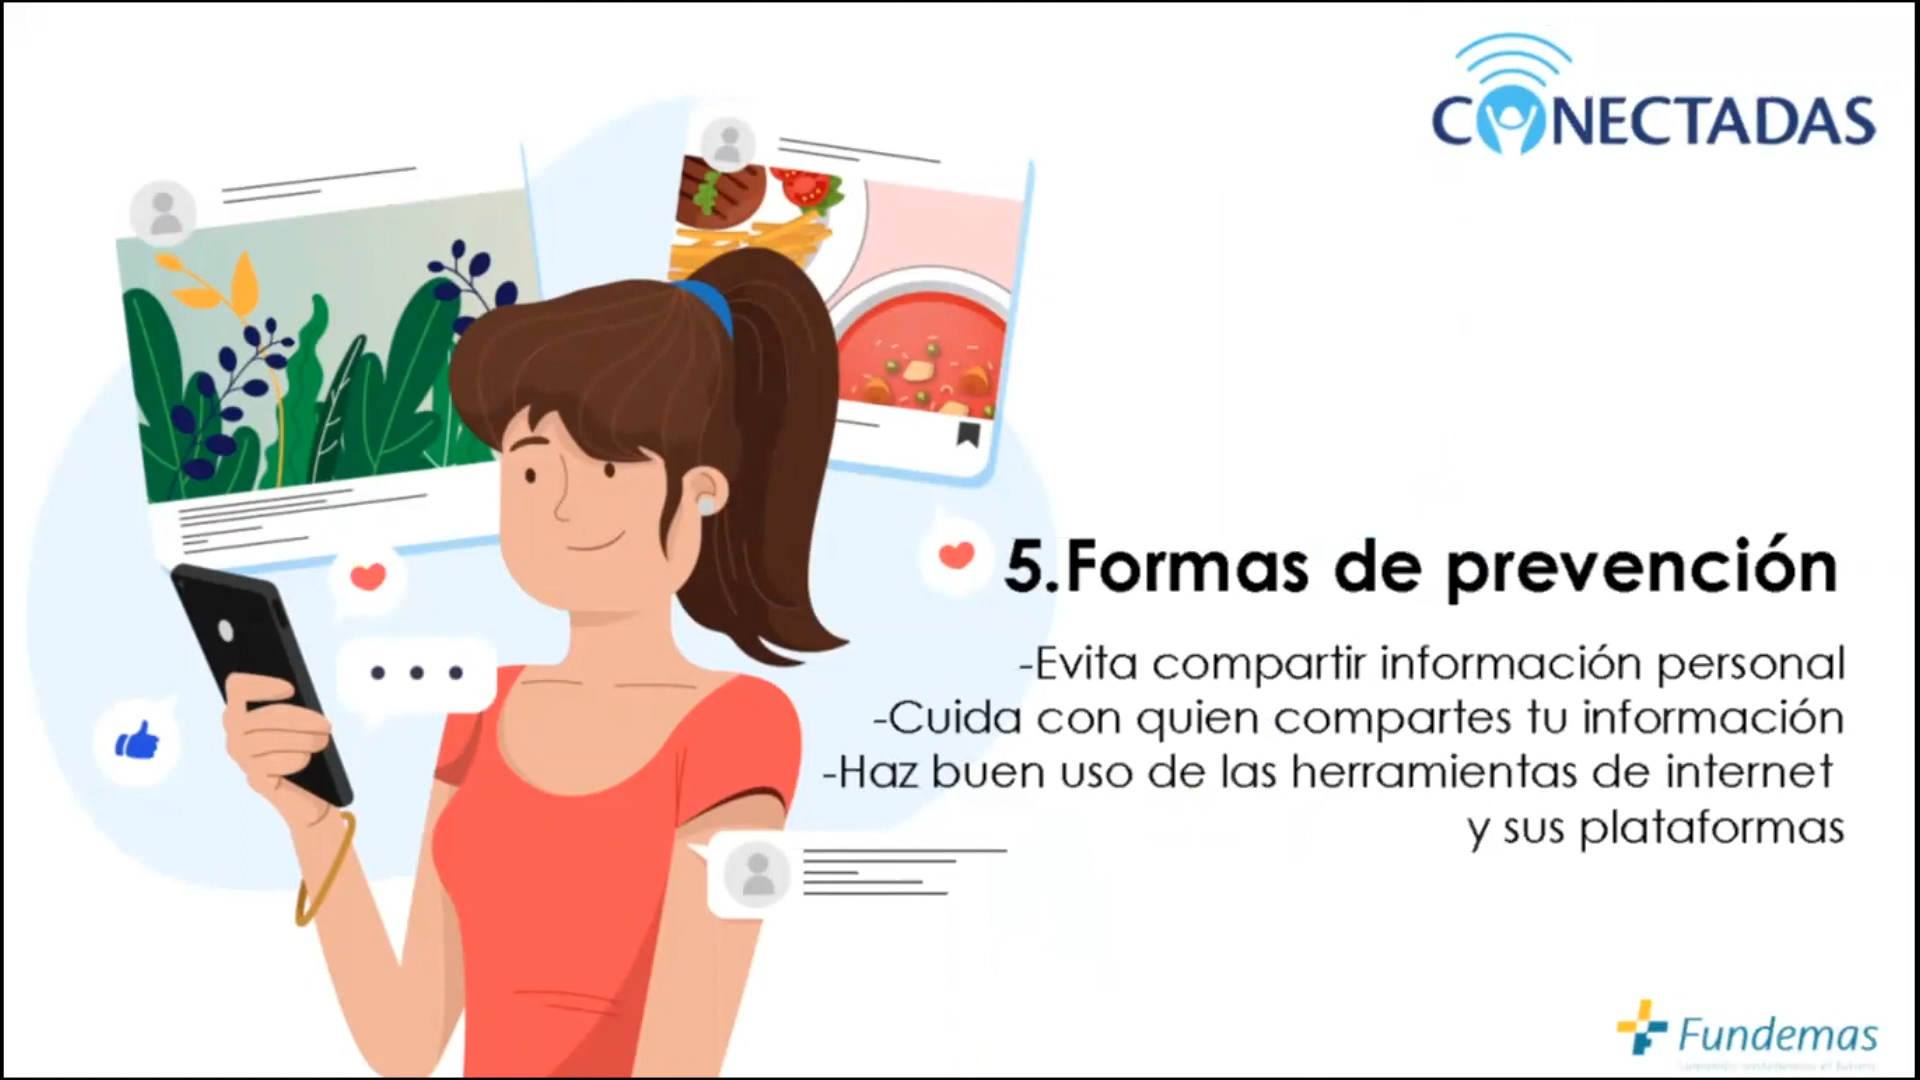 CONECTADAS
5.Formas de prevención
-Evita compartir información personal
-Cuida con quien compartes tu información
-Haz buen uso de las herramientas de internet
y sus plataformas
Fundemas